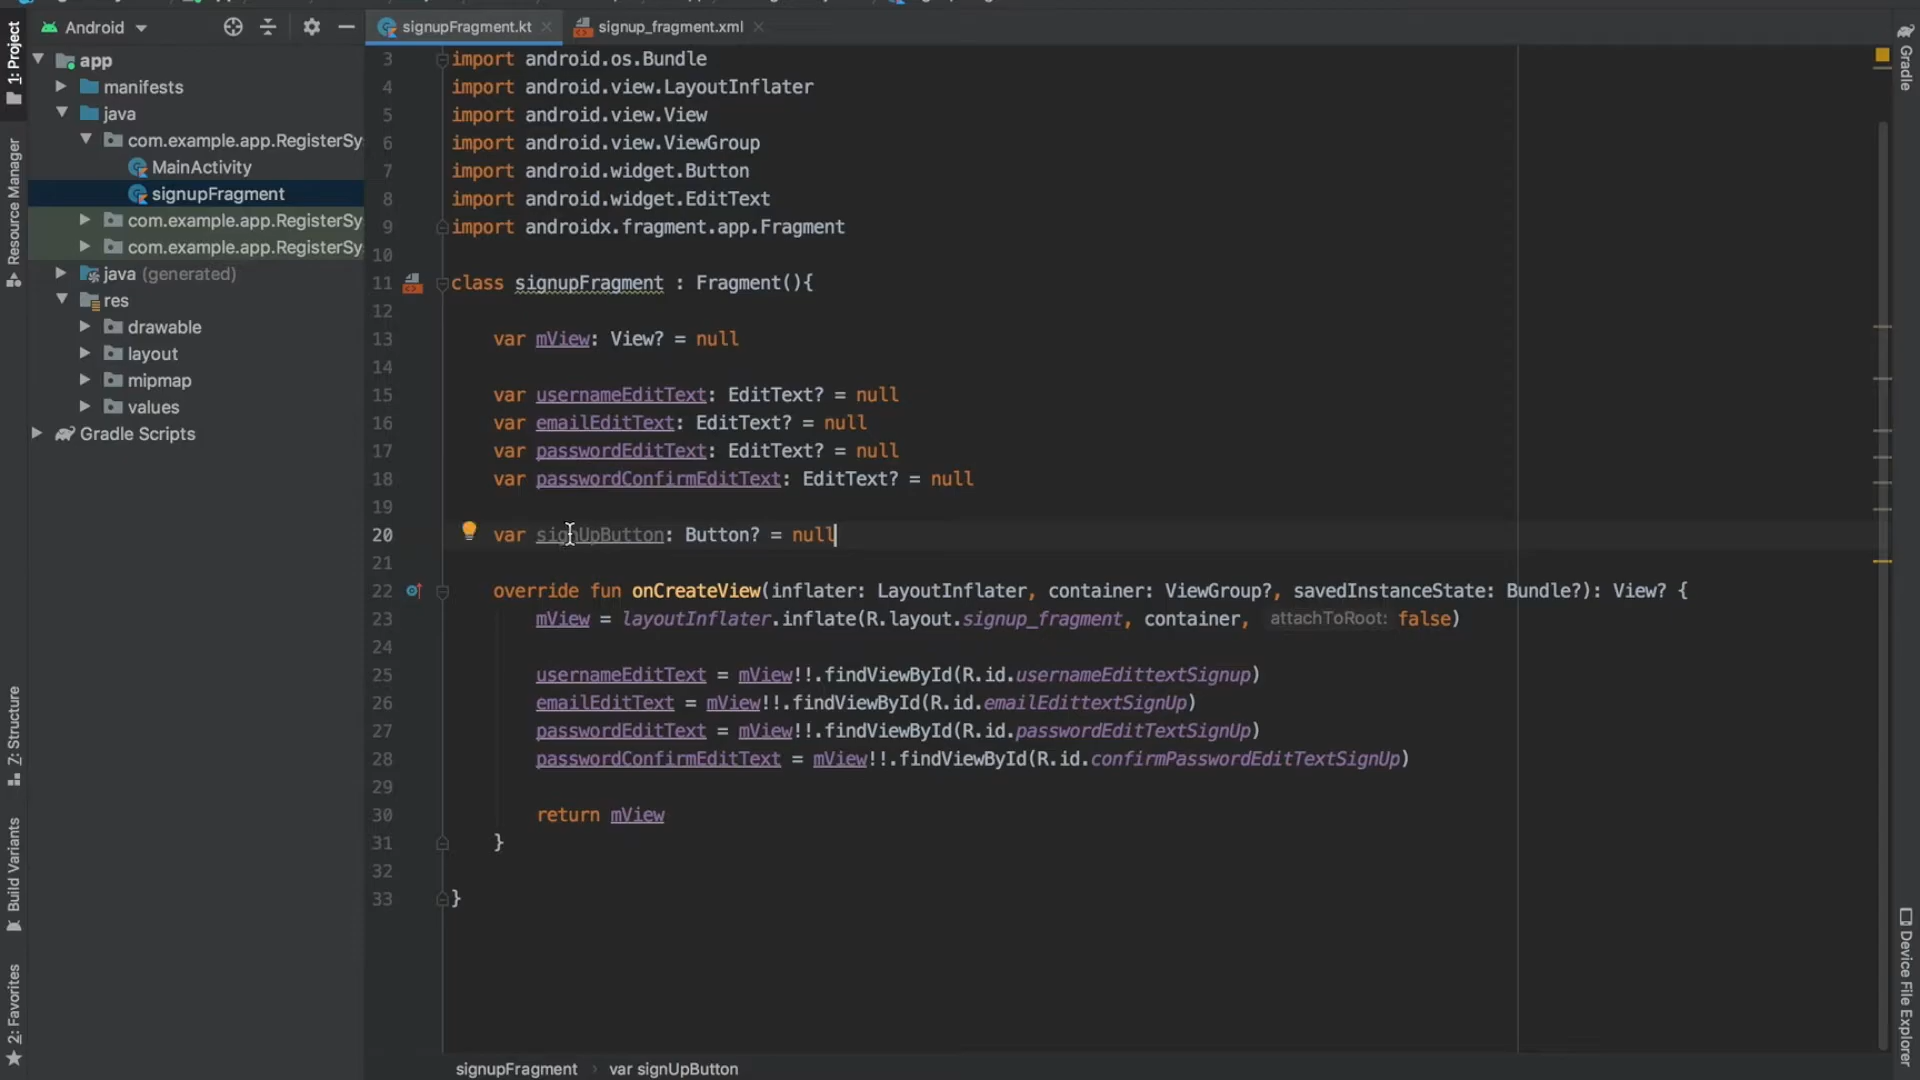 Android
signupFragment.kt
signup_fragment.xml
1: Project
Resource Manager
Z: Structure
Build Variants
2: Favorites
app
manifests
java
com.example.app.RegisterSy
MainActivity
signupFragment
com.example.app.RegisterSy
com.example.app.RegisterSy
java (generated)
res
drawable
layout
mipmap
values
Gradle Scripts
3 import android.os.Bundle
4 import android.view.LayoutInflater
5 import android.view.View
6 import android.view.ViewGroup
7 import android.widget.Button
8 import android.widget.EditText
9 import androidx.fragment.app.Fragment
10
11 class signupFragment : Fragment(){
12
13 var mView: View? = null
14
15 var usernameEditText: EditText? = null
16 var emailEditText: EditText? = null
17 var passwordEditText: EditText? = null
18 var passwordConfirmEditText: EditText? = null
19
20 var signUpButton: Button? = null
21
22 override fun onCreateView(inflater: LayoutInflater, container: ViewGroup?, savedInstanceState: Bundle?): View? {
23 mView = layoutInflater.inflate(R.layout.signup_fragment, container, attachToRoot: false)
24
25 usernameEditText = mView!!.findViewById(R.id.usernameEdittextSignup)
26 emailEditText = mView!!.findViewById(R.id.emailEdittextSignUp)
27 passwordEditText = mView!!.findViewById(R.id.passwordEditTextSignUp)
28 passwordConfirmEditText = mView!!.findViewById(R.id.confirmPasswordEditTextSignUp)
29
30 return mView
31 }
32
33 }
signupFragment › var signUpButton
Gradle
Device File Explorer